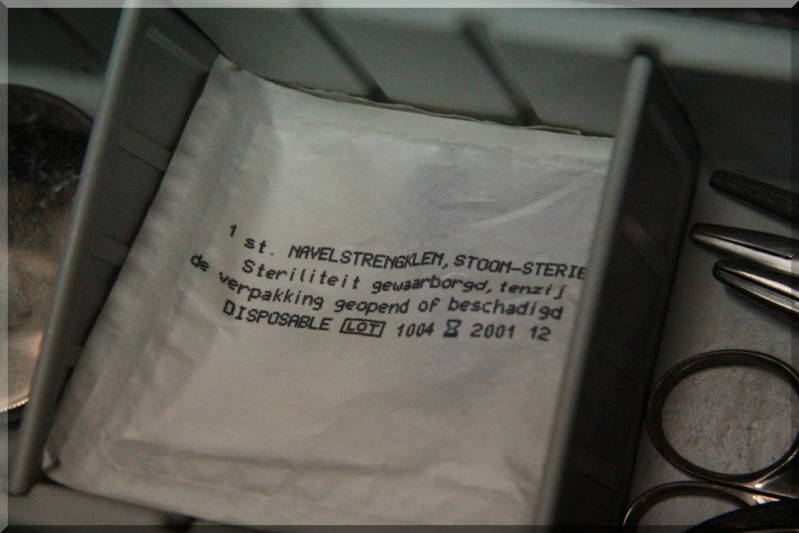 1 st. NAVELSTRENGKLEM, STOOM-STERIE
Steriliteit gewaarborgd, tenzij
de verpakking geopend of beschadigd
DISPOSABLE LOT 1004 ⌛ 2001 12